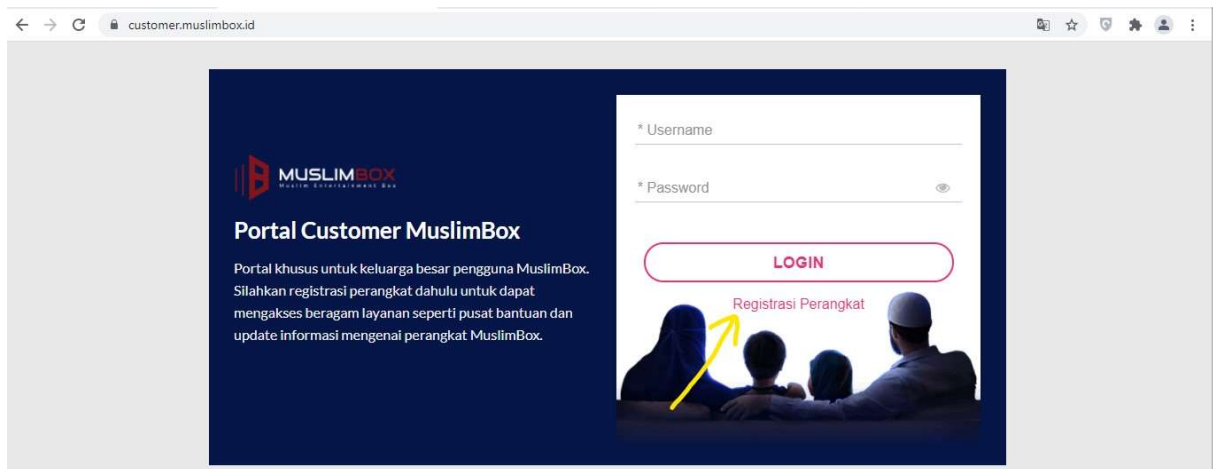 customer.muslimbox.id
MUSLIMBOX
Muslim Entertainment Box
Portal Customer MuslimBox
Portal khusus untuk keluarga besar pengguna MuslimBox.
Silahkan registrasi perangkat dahulu untuk dapat
mengakses beragam layanan seperti pusat bantuan dan
update informasi mengenai perangkat MuslimBox.
* Username
* Password
LOGIN
Registrasi Perangkat